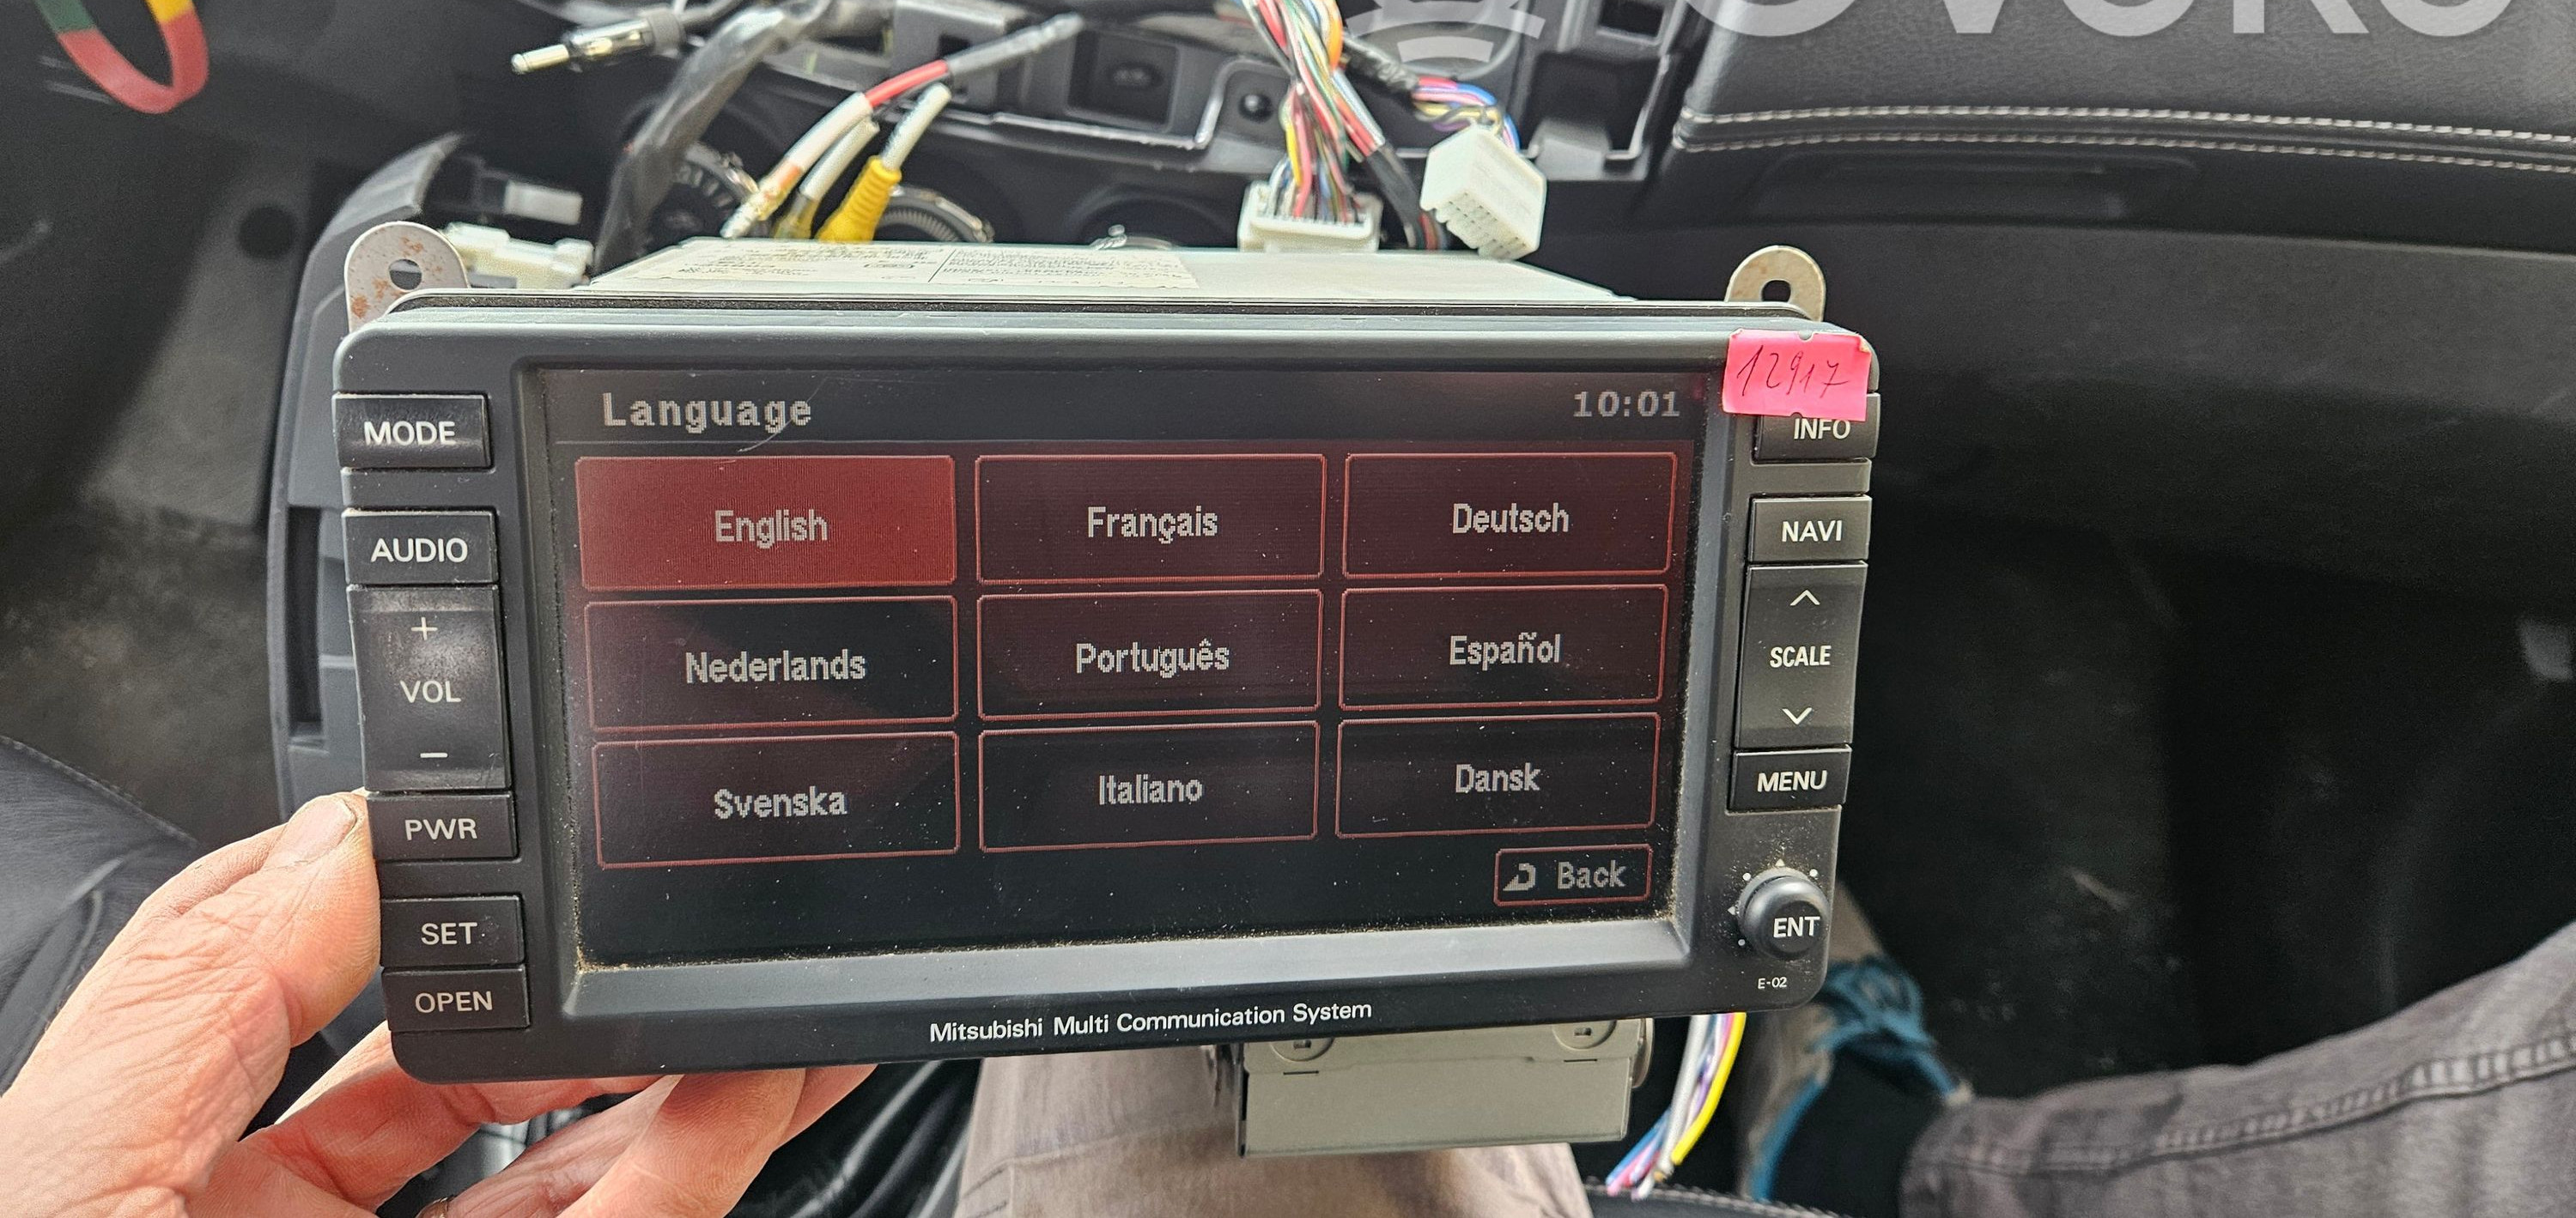 12917
Language 10:01
MODE
INFO
English Français Deutsch
AUDIO
NAVI
+
VOL
−
SCALE
Nederlands Português Español
MENU
Svenska Italiano Dansk
PWR
Back
SET
ENT
OPEN
E-02
Mitsubishi Multi Communication System